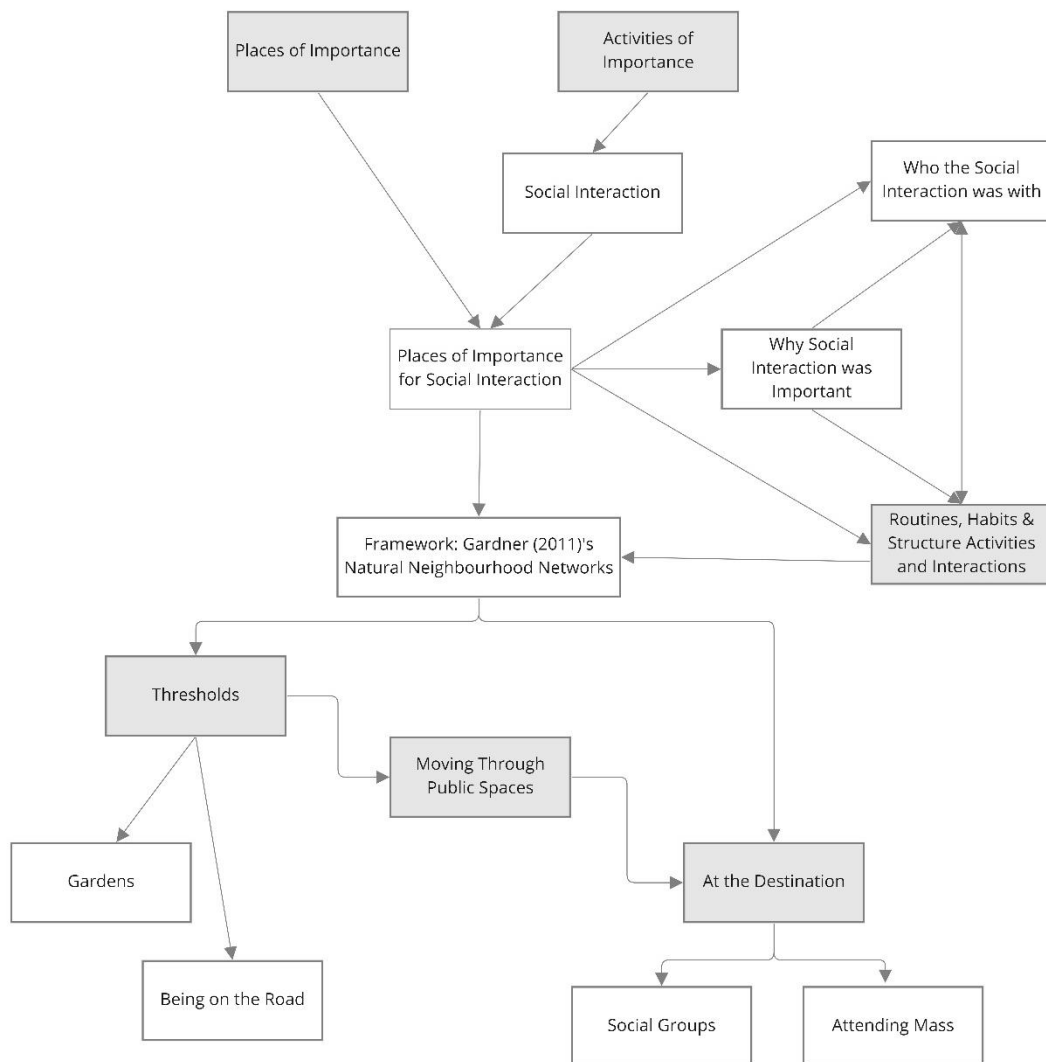 Places of Importance
Activities of
Importance
Social Interaction
Who the Social
Interaction was with
Places of Importance
for Social Interaction
Why Social
Interaction was
Important
Framework: Gardner (2011)'s
Natural Neighbourhood Networks
Routines, Habits &
Structure Activities
and Interactions
Thresholds
Moving Through
Public Spaces
Gardens
At the Destination
Being on the Road
Social Groups
Attending Mass